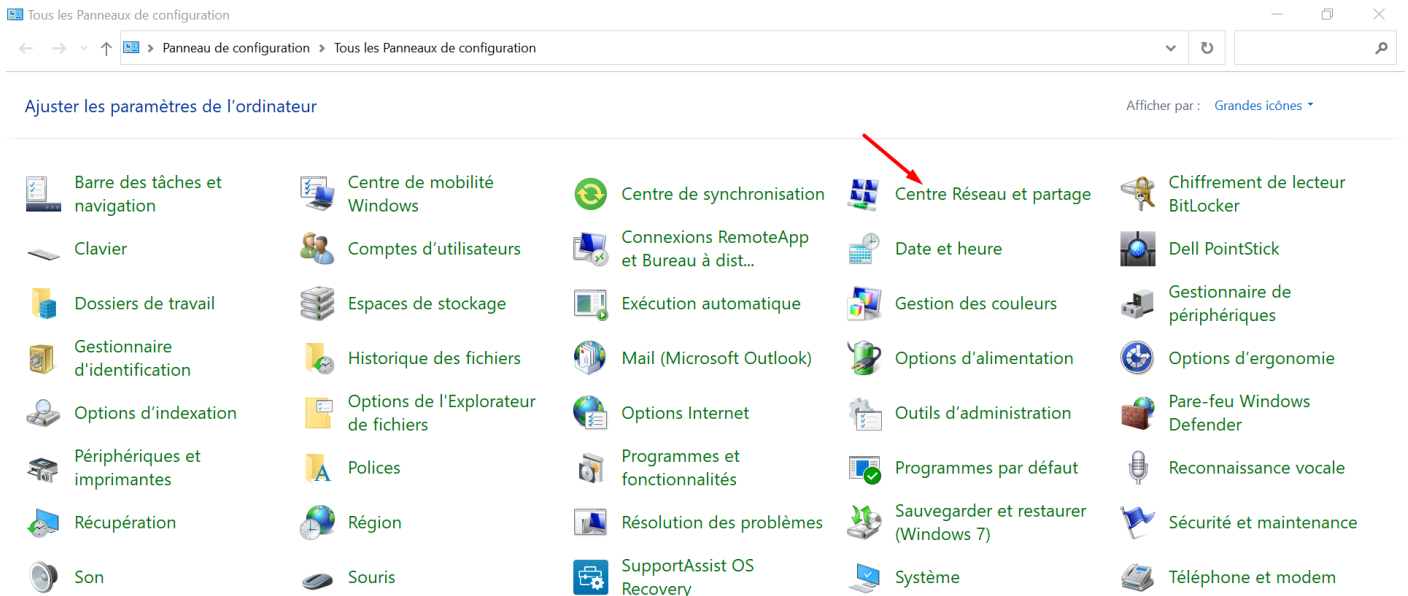 Tous les Panneaux de configuration
Panneau de configuration > Tous les Panneaux de configuration
Ajuster les paramètres de l’ordinateur
Afficher par :
Grandes icônes
Barre des tâches et
navigation
Centre de mobilité
Windows
Centre de synchronisation
Centre Réseau et partage
Chiffrement de lecteur
BitLocker
Clavier
Comptes d’utilisateurs
Connexions RemoteApp
et Bureau à dist...
Date et heure
Dell PointStick
Dossiers de travail
Espaces de stockage
Exécution automatique
Gestion des couleurs
Gestionnaire de
périphériques
Gestionnaire
d'identification
Historique des fichiers
Mail (Microsoft Outlook)
Options d’alimentation
Options d’ergonomie
Options d’indexation
Options de l'Explorateur
de fichiers
Options Internet
Outils d’administration
Pare-feu Windows
Defender
Périphériques et
imprimantes
Polices
Programmes et
fonctionnalités
Programmes par défaut
Reconnaissance vocale
Récupération
Région
Résolution des problèmes
Sauvegarder et restaurer
(Windows 7)
Sécurité et maintenance
Son
Souris
SupportAssist OS
Recovery
Système
Téléphone et modem